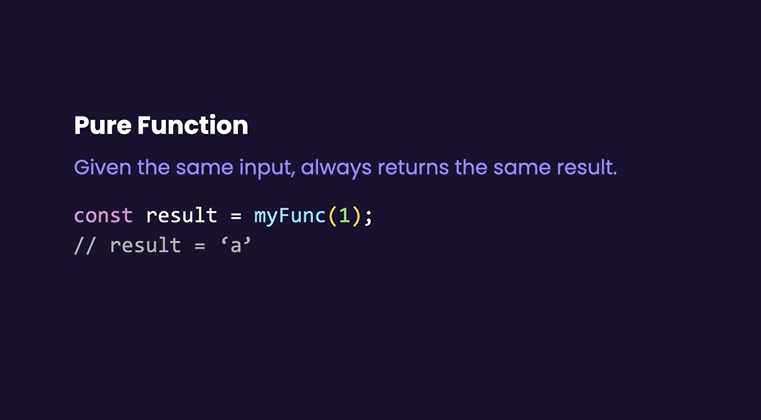 Pure Function
Given the same input, always returns the same result.
const result = myFunc(1);
// result = ‘a’